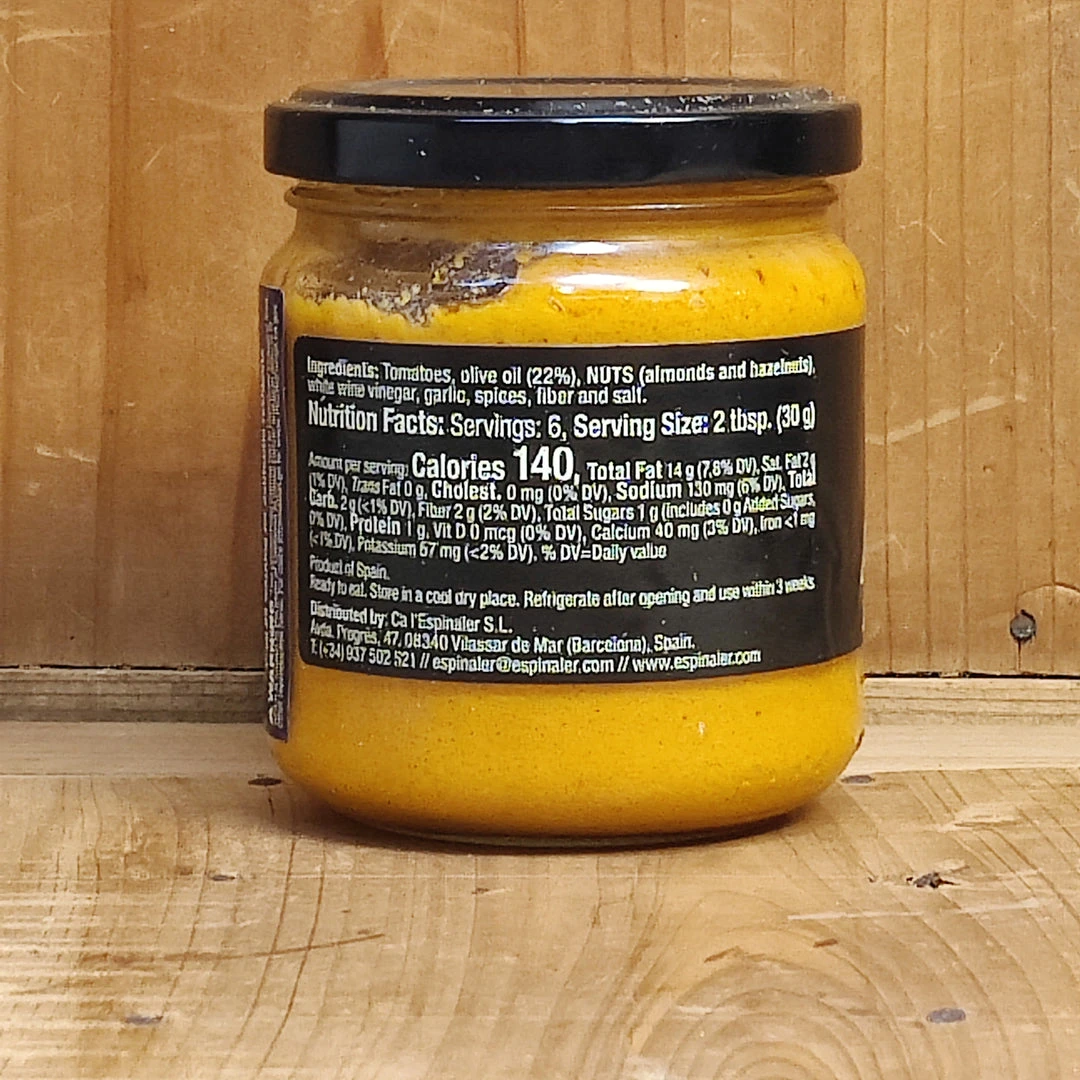 Ingredients: Tomatoes, olive oil (22%), NUTS (almonds and hazelnuts),
white wine vinegar, garlic, spices, fiber and salt.
Nutrition Facts: Servings: 6, Serving Size: 2 tbsp. (30 g)
Amount per serving: Calories 140, Total Fat 14 g (7,8% DV), Sat. Fat 2 g
(1% DV), Trans Fat 0 g, Cholest. 0 mg (0% DV), Sodium 130 mg (6% DV), Total
Carb. 2 g (<1% DV), Fiber 2 g (2% DV), Total Sugars 1 g (includes 0 g Added Sugars,
0% DV), Protein 1 g, Vit D 0 mcg (0% DV), Calcium 40 mg (3% DV), Iron <1 mg
(<1% DV), Potassium 67 mg (<2% DV). % DV=Daily value
Product of Spain.
Ready to eat. Store in a cool dry place. Refrigerate after opening and use within 3 weeks
Distributed by: Ca l'Espinaler S.L.
Avda. Progrés, 47, 08340 Vilassar de Mar (Barcelona), Spain.
T. (+34) 937 502 521 // espinaler@espinaler.com // www.espinaler.com